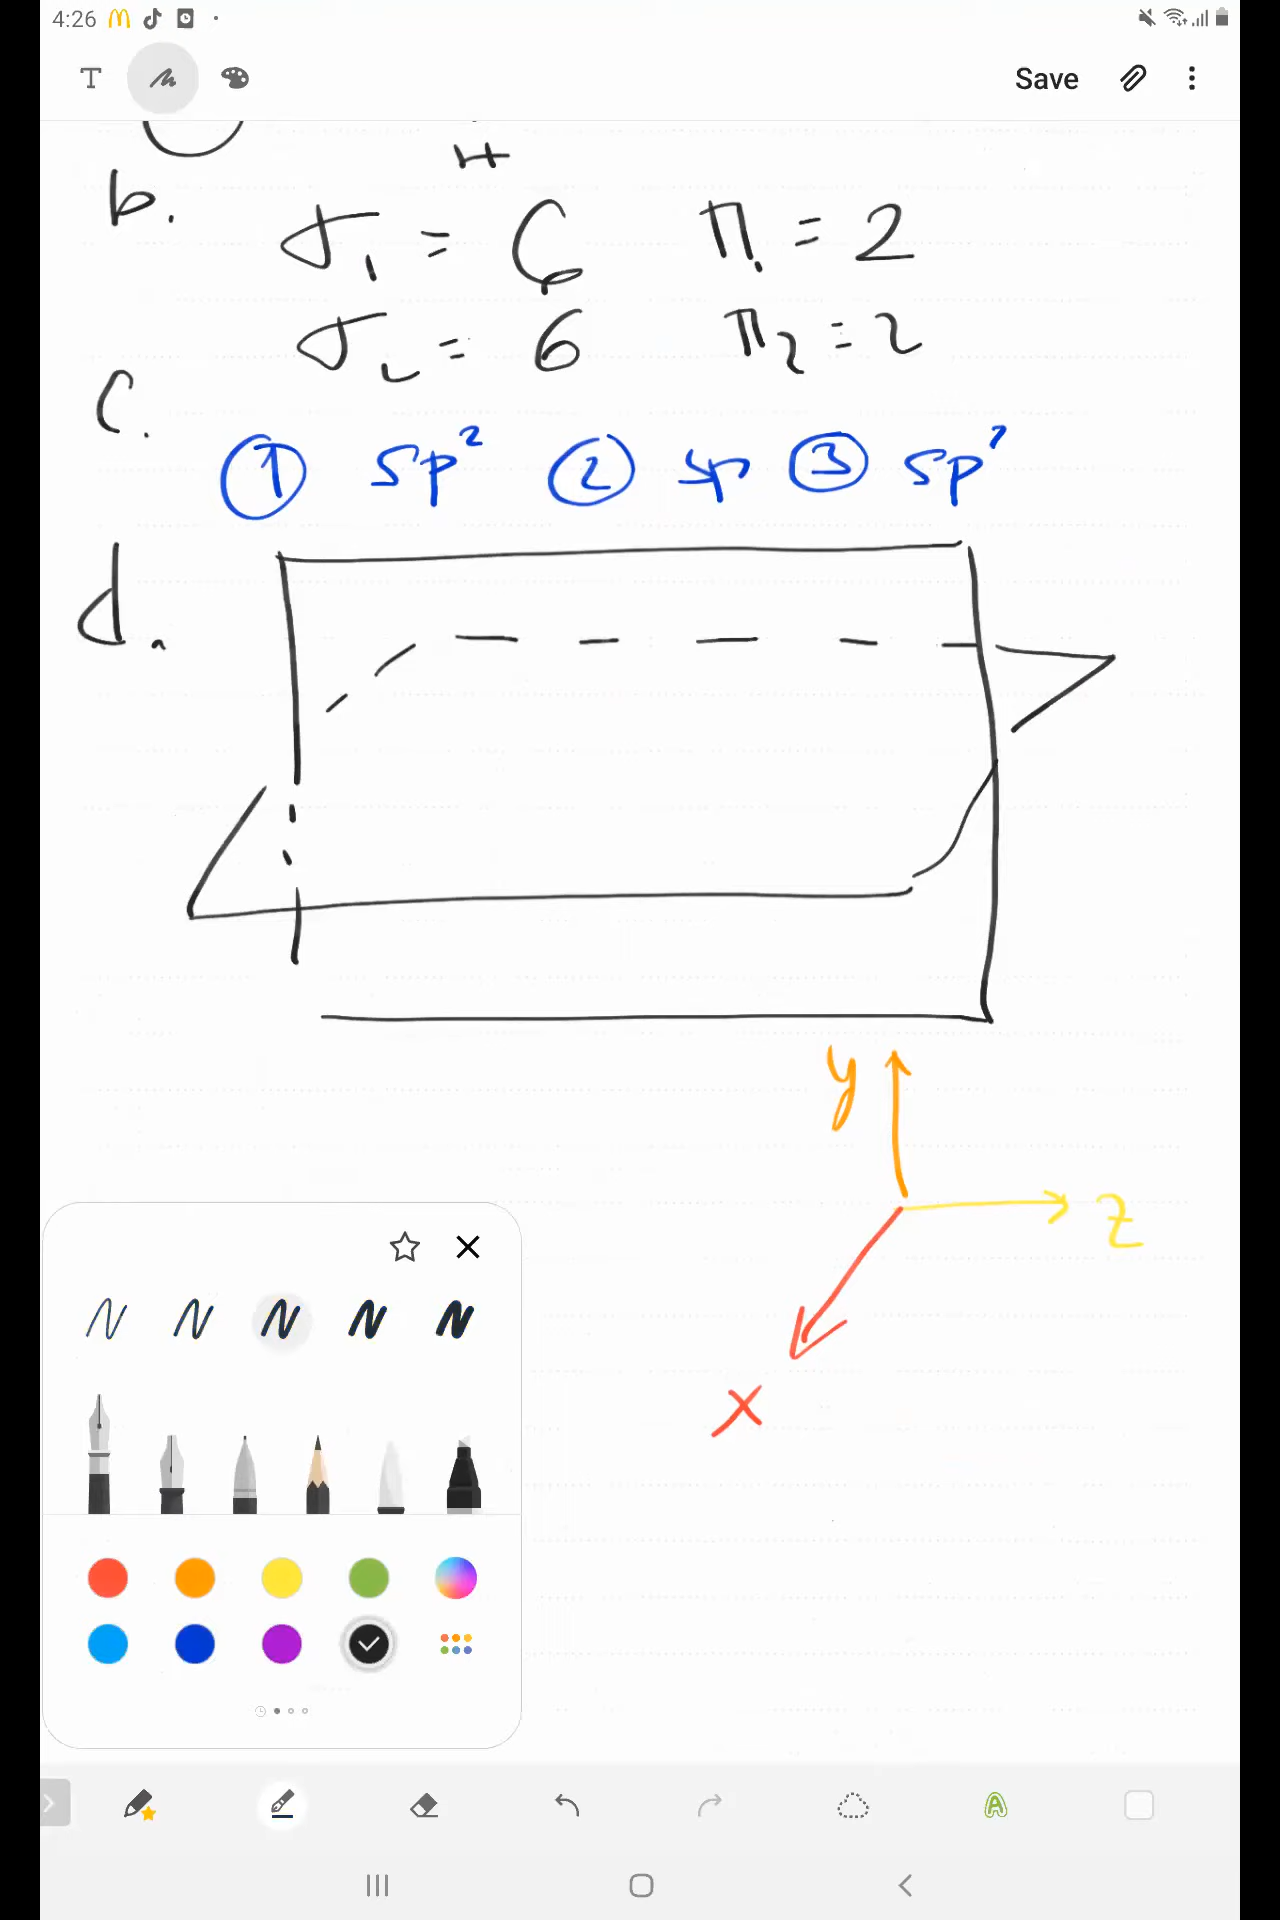 4:26
T Save
H
b. σ₁ = 6 π₁ = 2
σ₂ = 6 π₂ = 2
c.
① sp² ② sp ③ sp²
d.
y
z
x
A